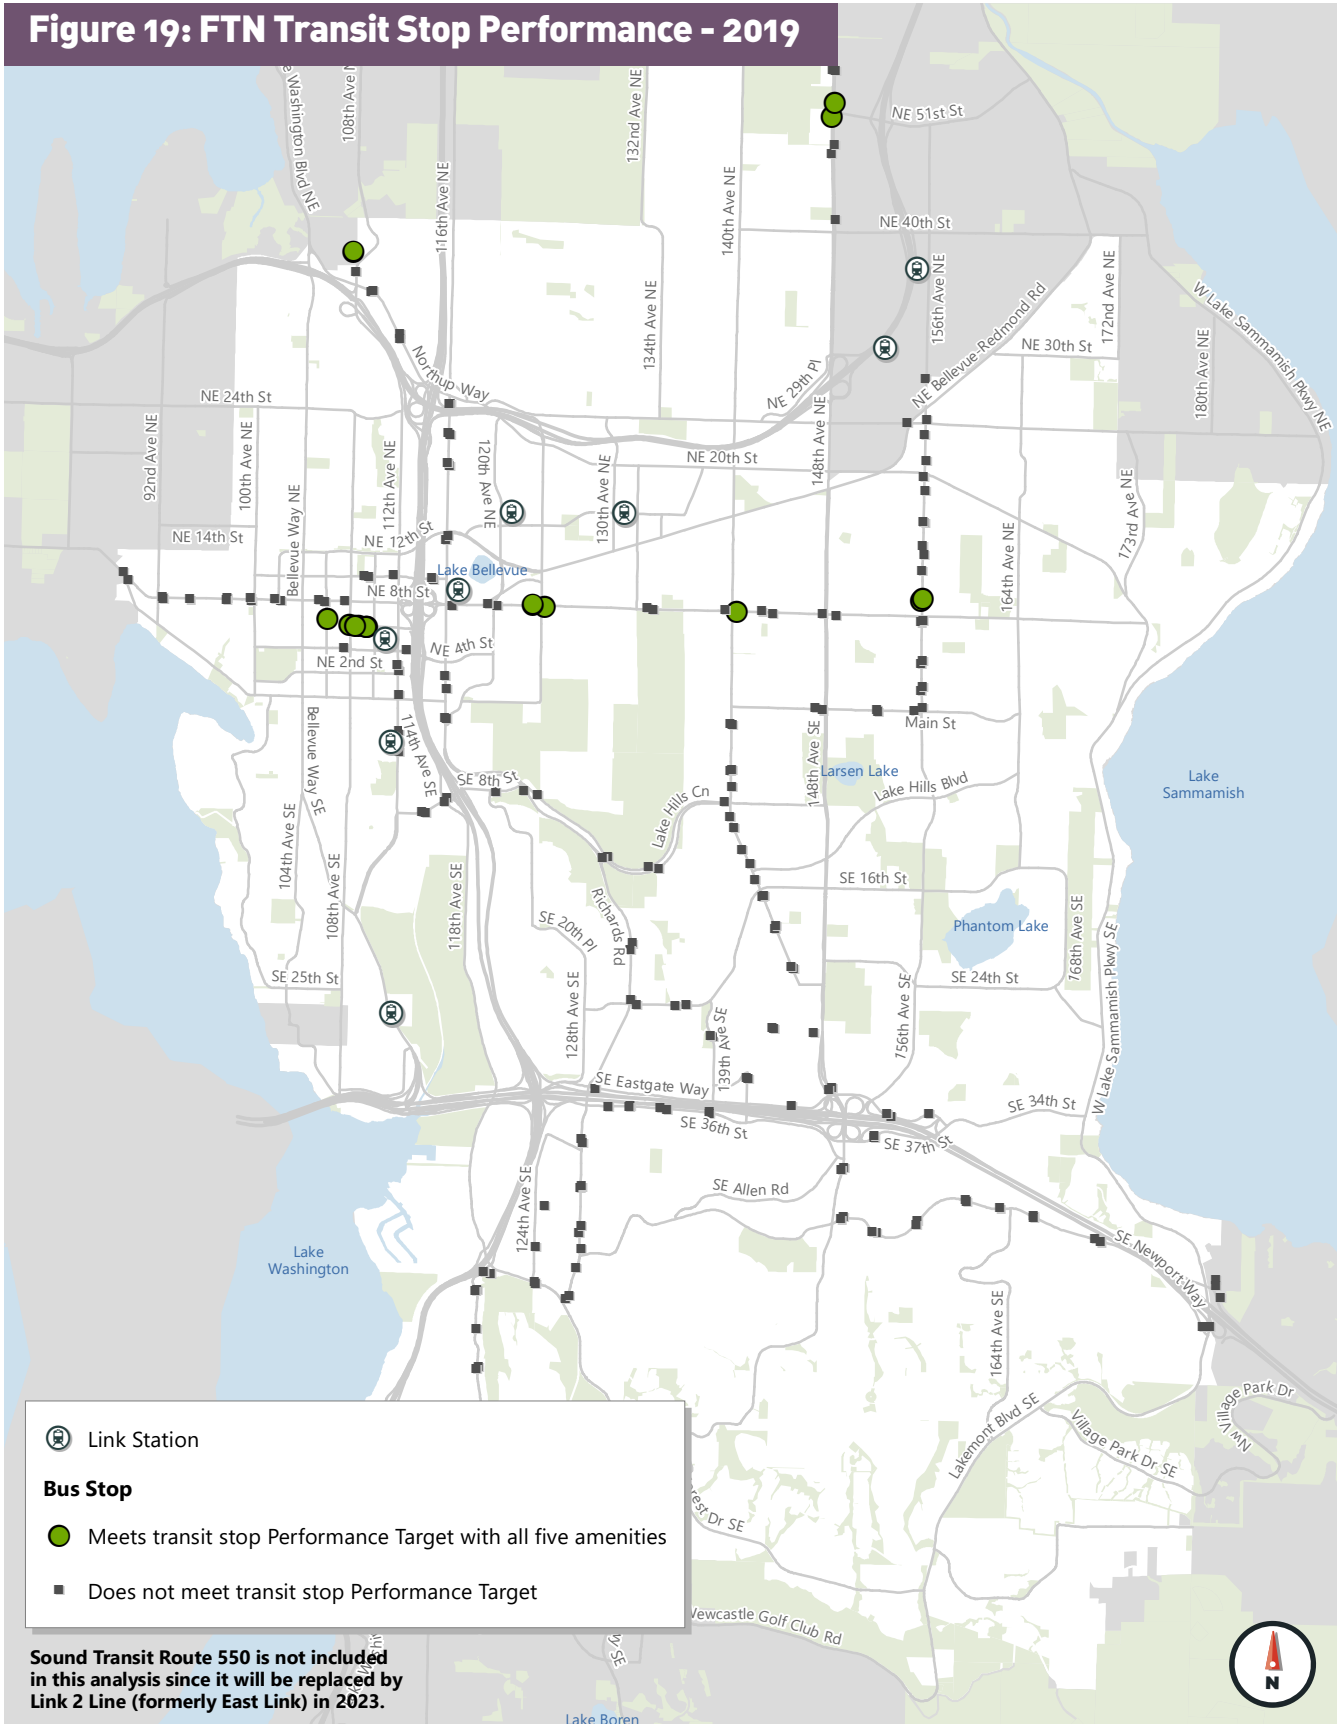 Figure 19: FTN Transit Stop Performance - 2019
108th Ave N
132nd Ave NE
NE 51st St
e Washington Blvd NE
116th Ave NE
140th Ave NE
NE 40th St
156th Ave NE
172nd Ave NE
W Lake Sammamish Pkwy NE
134th Ave NE
NE Bellevue-Redmond Rd
NE 30th St
180th Ave NE
Northup Way
NE 29th Pl
NE 24th St
148th Ave NE
92nd Ave NE
100th Ave NE
112th Ave NE
120th Ave NE
130th Ave NE
NE 20th St
173rd Ave NE
Bellevue Way NE
NE 14th St
NE 12th St
164th Ave NE
Lake Bellevue
NE 8th St
NE 4th St
NE 2nd St
Bellevue Way SE
114th Ave SE
Main St
148th Ave SE
Larsen Lake
Lake
Sammamish
SE 8th St
Lake Hills Cn
Lake Hills Blvd
104th Ave SE
108th Ave SE
118th Ave SE
SE 16th St
Richards Rd
SE 20th Pl
Phantom Lake
168th Ave SE
W Lake Sammamish Pkwy SE
SE 25th St
SE 24th St
128th Ave SE
139th Ave SE
156th Ave SE
SE Eastgate Way
SE 36th St
SE 34th St
SE 37th St
124th Ave SE
SE Allen Rd
Lake
Washington
SE Newport Way
164th Ave SE
Lakemont Blvd SE
Village Park Dr SE
NW Village Park Dr
rest Dr SE
Newcastle Golf Club Rd
wy SE
Lake Boren
Link Station
Bus Stop
Meets transit stop Performance Target with all five amenities
Does not meet transit stop Performance Target
Sound Transit Route 550 is not included
in this analysis since it will be replaced by
Link 2 Line (formerly East Link) in 2023.
N